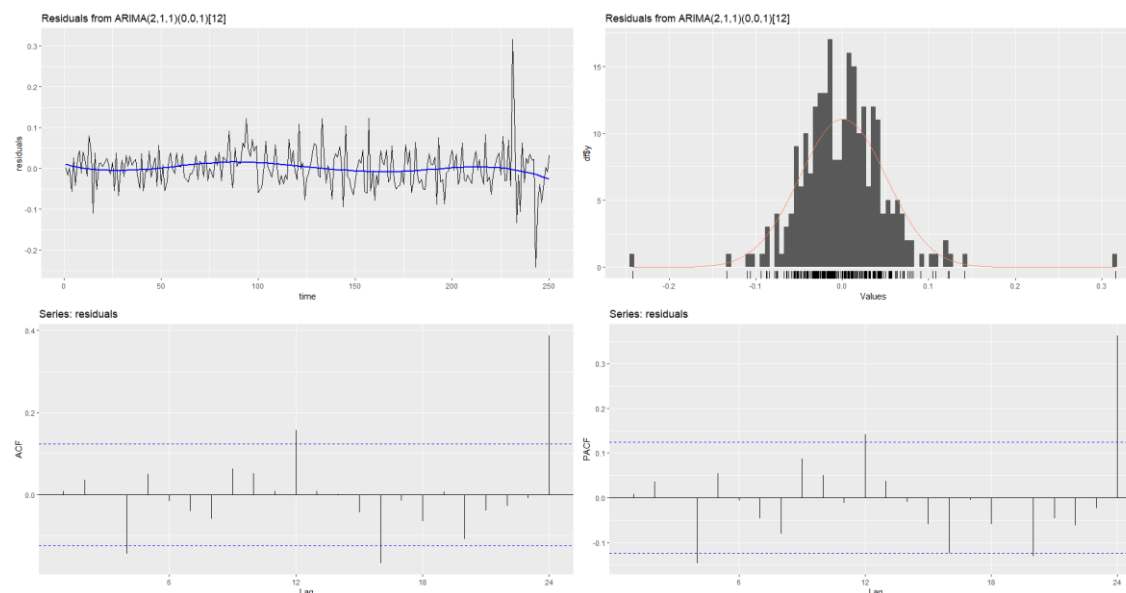 Residuals from ARIMA(2,1,1)(0,0,1)[12]
0.3
0.2
0.1
0.0
-0.1
-0.2
residuals
0 50 100 150 200 250
time
Residuals from ARIMA(2,1,1)(0,0,1)[12]
15
10
5
0
df$y
-0.2 -0.1 0.0 0.1 0.2 0.3
Values
Series: residuals
0.4
0.2
0.0
ACF
6 12 18 24
Lag
Series: residuals
0.3
0.2
0.1
0.0
-0.1
PACF
6 12 18 24
Lag